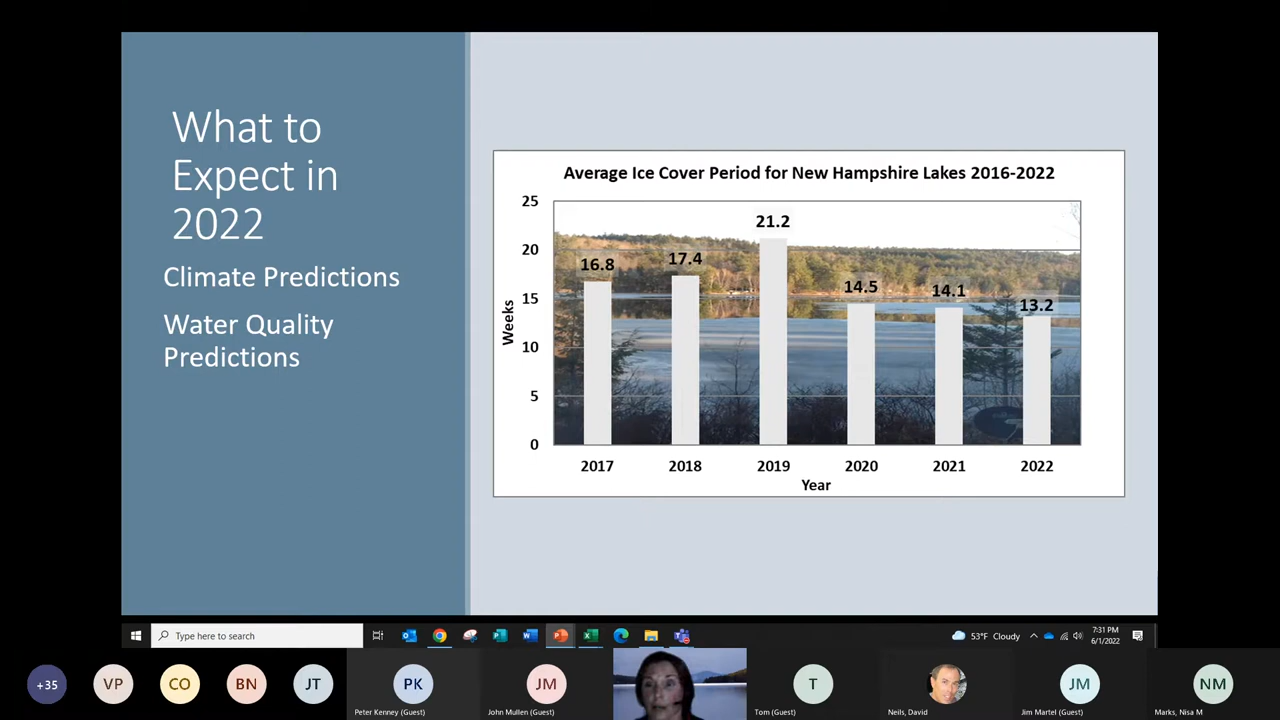 What to
Expect in
2022
Climate Predictions
Water Quality
Predictions
Average Ice Cover Period for New Hampshire Lakes 2016-2022
25
20
15
10
5
0
Weeks
16.8
17.4
21.2
14.5
14.1
13.2
2017 2018 2019 2020 2021 2022
Year
Type here to search
53°F Cloudy
7:31 PM
6/1/2022
+35
VP
CO
BN
JT
PK
Peter Kenney (Guest)
JM
John Mullen (Guest)
T
Tom (Guest)
Neils, David
JM
Jim Martel (Guest)
NM
Marks, Nisa M